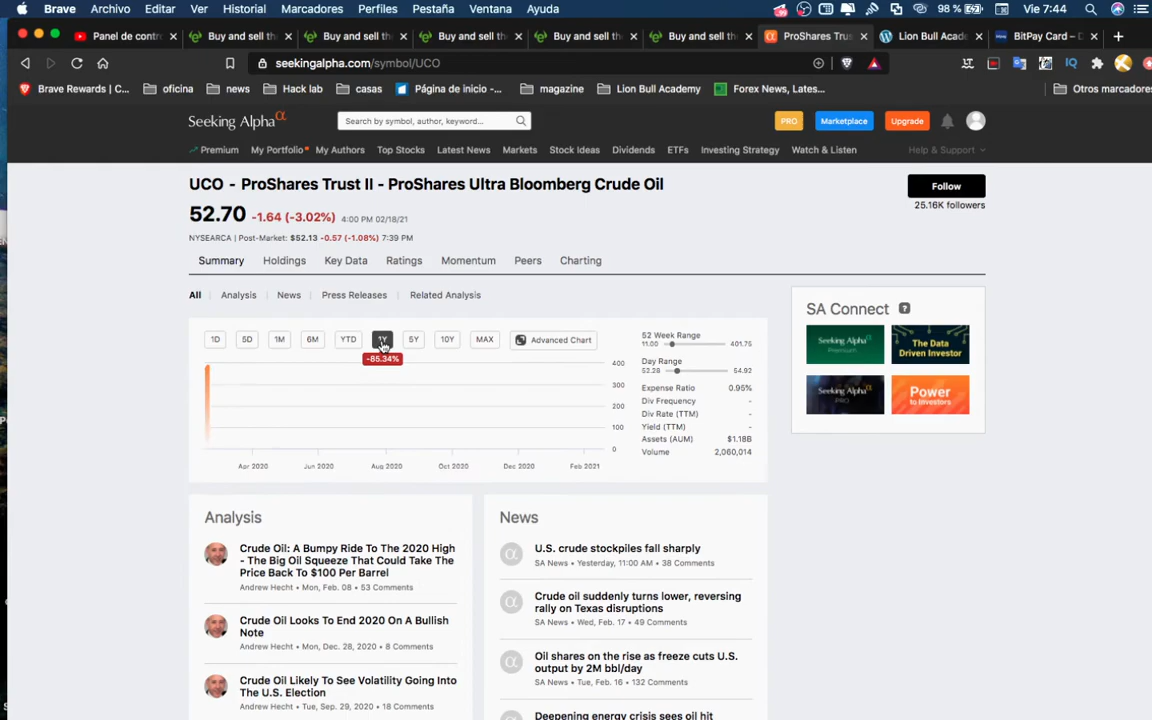 Brave Archivo Editar Ver Historial Marcadores Perfiles Pestaña Ventana Ayuda 98 % Vie 7:44
Panel de contro Buy and sell th Buy and sell th Buy and sell th Buy and sell th Buy and sell th ProShares Trus Lion Bull Acade BitPay Card –
seekingalpha.com/symbol/UCO
Brave Rewards | C... oficina news Hack lab casas Página de inicio -... magazine Lion Bull Academy Forex News, Lates... Otros marcadores
Seeking Alpha α Search by symbol, author, keyword... PRO Marketplace Upgrade
Premium My Portfolio My Authors Top Stocks Latest News Markets Stock Ideas Dividends ETFs Investing Strategy Watch & Listen Help & Support
UCO - ProShares Trust II - ProShares Ultra Bloomberg Crude Oil
Follow
52.70 -1.64 (-3.02%) 4:00 PM 02/18/21
25.16K followers
NYSEARCA | Post-Market: $52.13 -0.57 (-1.08%) 7:39 PM
Summary Holdings Key Data Ratings Momentum Peers Charting
All Analysis News Press Releases Related Analysis
1D 5D 1M 6M YTD 1Y 5Y 10Y MAX Advanced Chart
-85.34%
400
300
200
100
0
Apr 2020 Jun 2020 Aug 2020 Oct 2020 Dec 2020 Feb 2021
52 Week Range
11.00 401.75
Day Range
52.28 54.92
Expense Ratio 0.95%
Div Frequency -
Div Rate (TTM) -
Yield (TTM) -
Assets (AUM) $1.18B
Volume 2,060,014
SA Connect ?
Seeking Alpha Premium
The Data Driven Investor
Seeking Alpha PRO
Power to Investors
Analysis
Crude Oil: A Bumpy Ride To The 2020 High
- The Big Oil Squeeze That Could Take The
Price Back To $100 Per Barrel
Andrew Hecht • Mon, Feb. 08 • 53 Comments
Crude Oil Looks To End 2020 On A Bullish
Note
Andrew Hecht • Mon, Dec. 28, 2020 • 8 Comments
Crude Oil Likely To See Volatility Going Into
The U.S. Election
Andrew Hecht • Tue, Sep. 29, 2020 • 18 Comments
News
U.S. crude stockpiles fall sharply
SA News • Yesterday, 11:00 AM • 38 Comments
Crude oil suddenly turns lower, reversing
rally on Texas disruptions
SA News • Wed, Feb. 17 • 49 Comments
Oil shares on the rise as freeze cuts U.S.
output by 2M bbl/day
SA News • Tue, Feb. 16 • 132 Comments
Deepening energy crisis sees oil hit